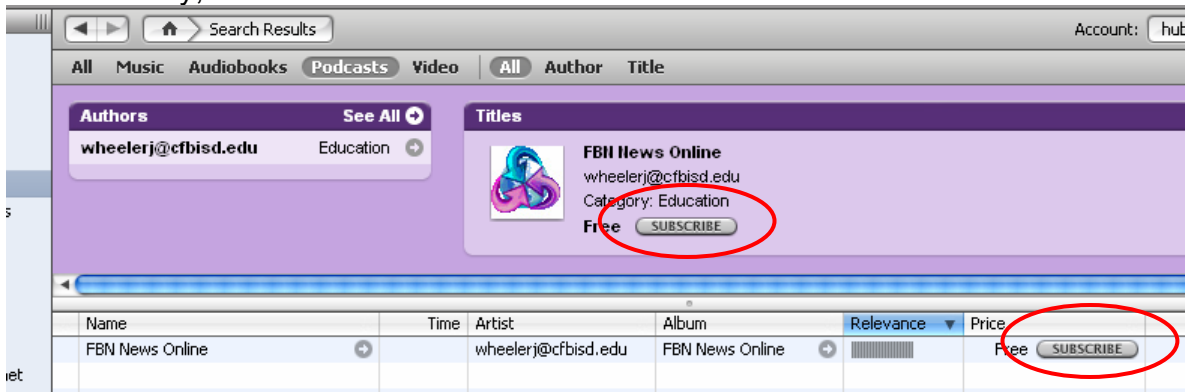 Search Results
Account: hub
All Music Audiobooks Podcasts Video All Author Title
Authors See All
Titles
wheelerj@cfbisd.edu Education
FBN News Online
wheelerj@cfbisd.edu
Category: Education
Free SUBSCRIBE
Name Time Artist Album Relevance Price
FBN News Online wheelerj@cfbisd.edu FBN News Online Free SUBSCRIBE
s
net